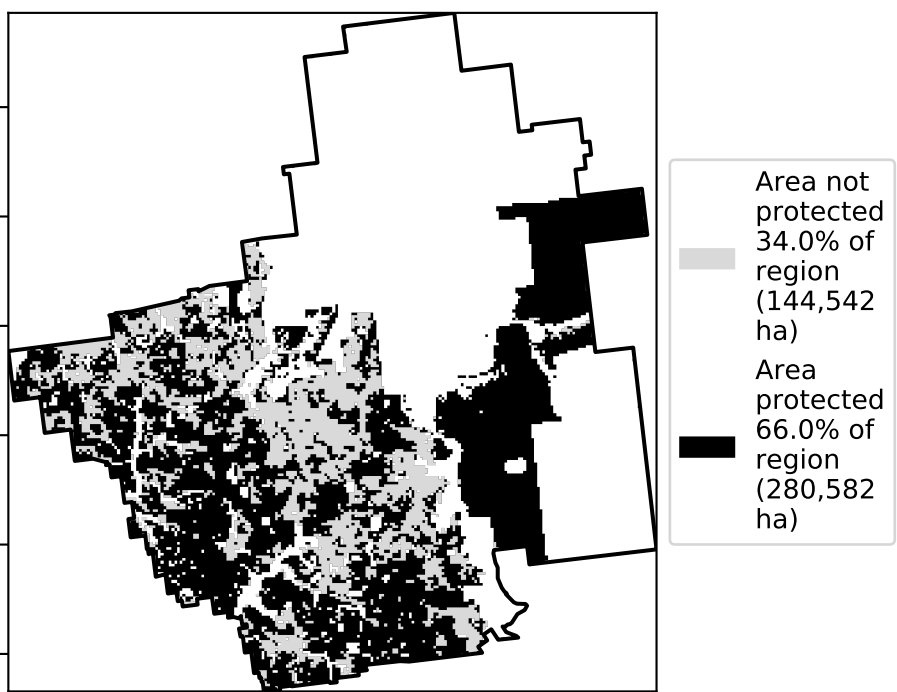 Area not
protected
34.0% of
region
(144,542
ha)
Area
protected
66.0% of
region
(280,582
ha)